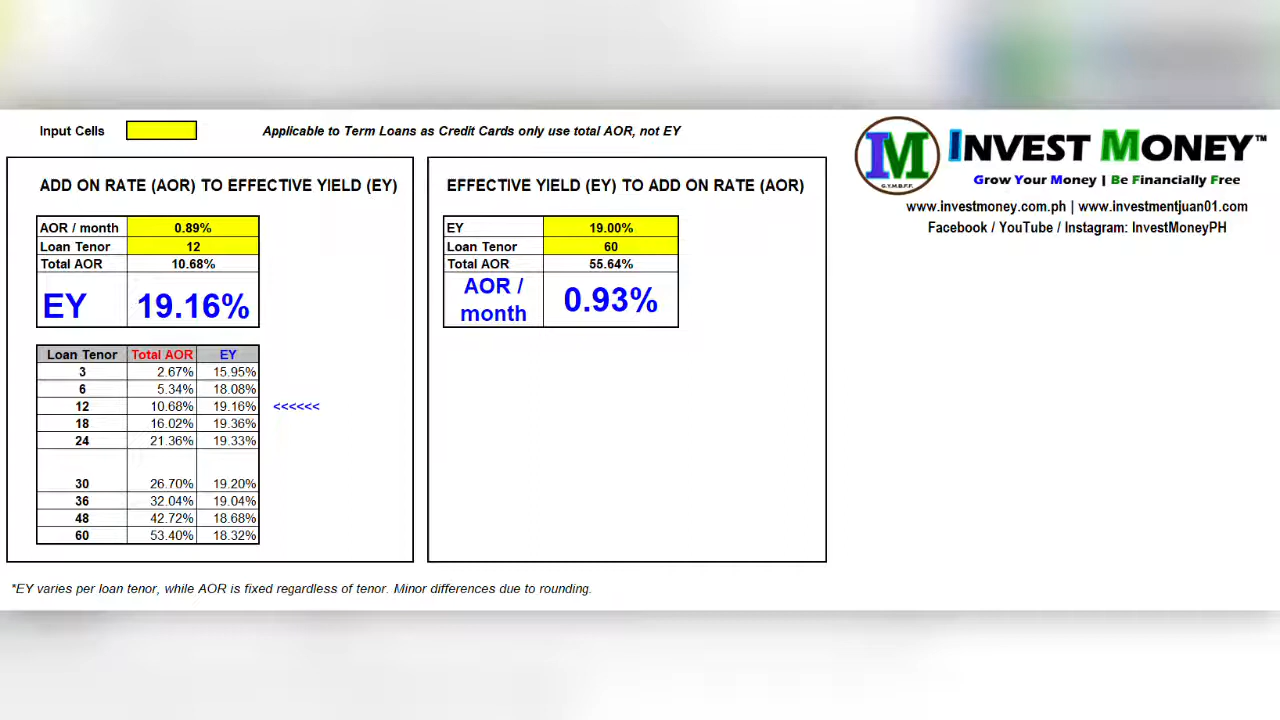 Input Cells
Applicable to Term Loans as Credit Cards only use total AOR, not EY
ADD ON RATE (AOR) TO EFFECTIVE YIELD (EY)
AOR / month 0.89%
Loan Tenor 12
Total AOR 10.68%
EY 19.16%
Loan Tenor Total AOR EY
3 2.67% 15.95%
6 5.34% 18.08%
12 10.68% 19.16% <<<<<<
18 16.02% 19.36%
24 21.36% 19.33%
30 26.70% 19.20%
36 32.04% 19.04%
48 42.72% 18.68%
60 53.40% 18.32%
EFFECTIVE YIELD (EY) TO ADD ON RATE (AOR)
EY 19.00%
Loan Tenor 60
Total AOR 55.64%
AOR /
month 0.93%
IM
G.Y.M.B.F.F.
INVEST MONEY™
Grow Your Money | Be Financially Free
www.investmoney.com.ph | www.investmentjuan01.com
Facebook / YouTube / Instagram: InvestMoneyPH
*EY varies per loan tenor, while AOR is fixed regardless of tenor. Minor differences due to rounding.